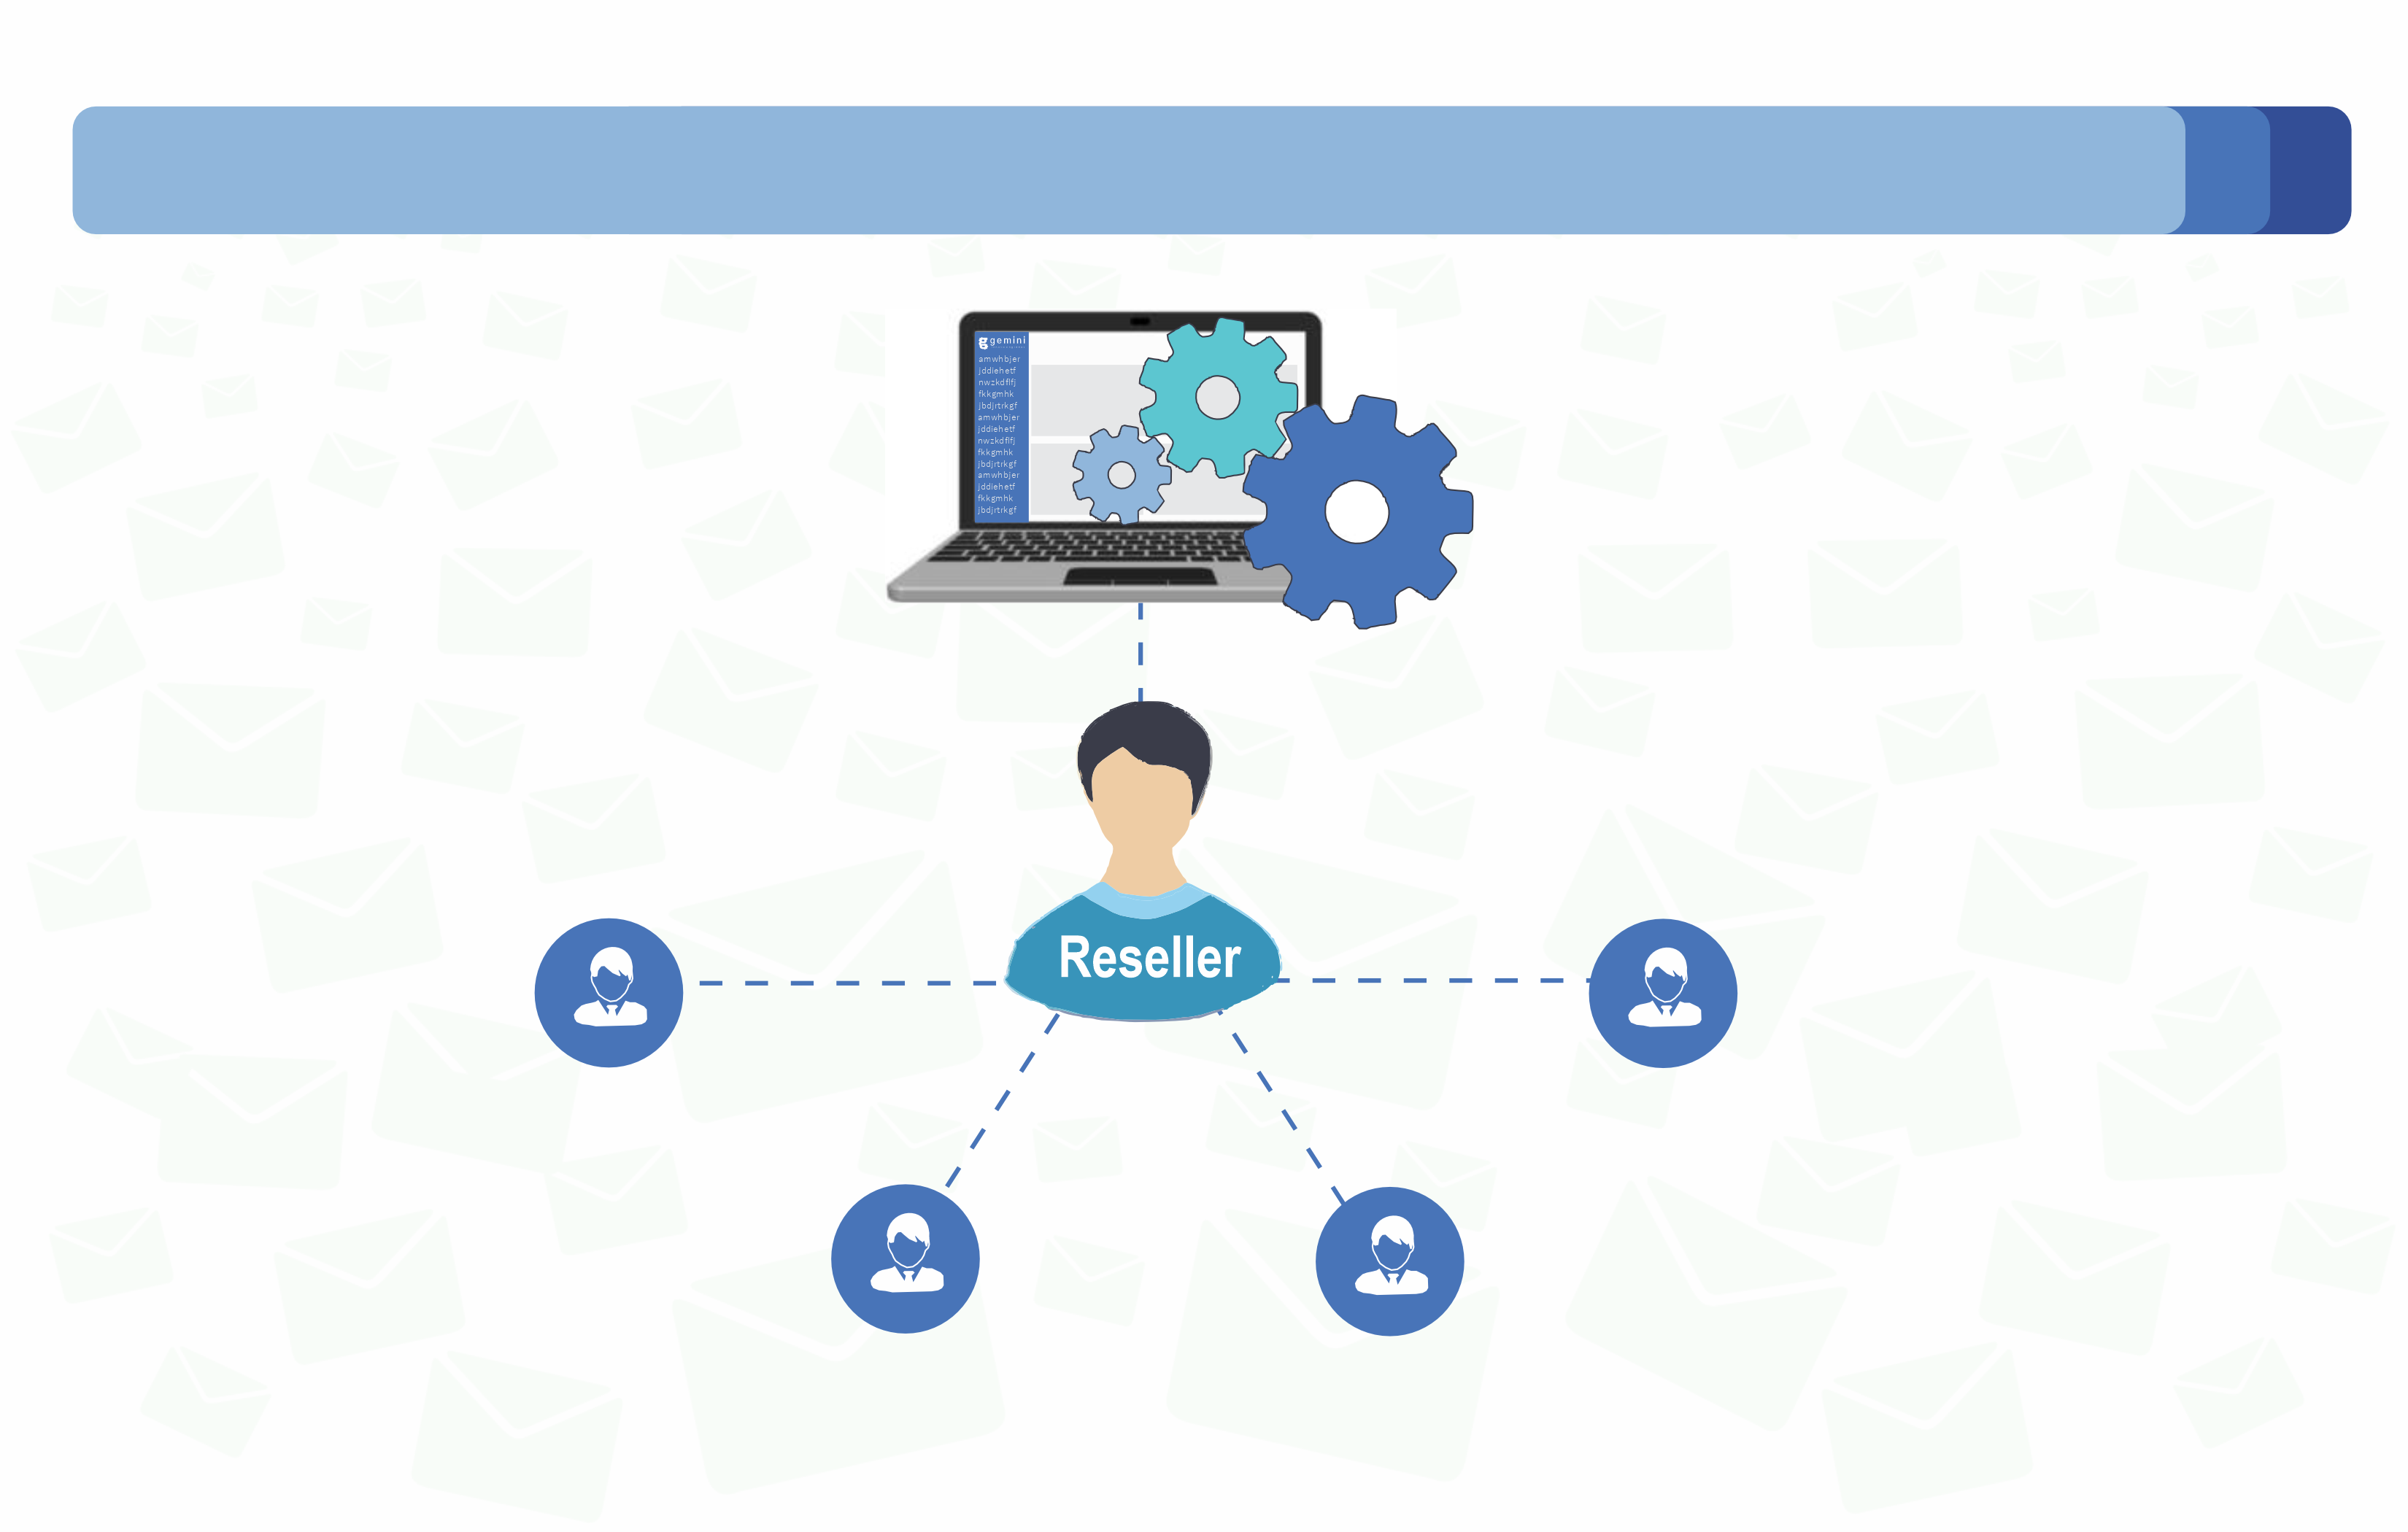 gemini
amwhbjer
jddiehetf
nwzkdflfj
fkkgmhk
jbdjrtrkgf
amwhbjer
jddiehetf
nwzkdflfj
fkkgmhk
jbdjrtrkgf
amwhbjer
jddiehetf
fkkgmhk
jbdjrtrkgf
Reseller